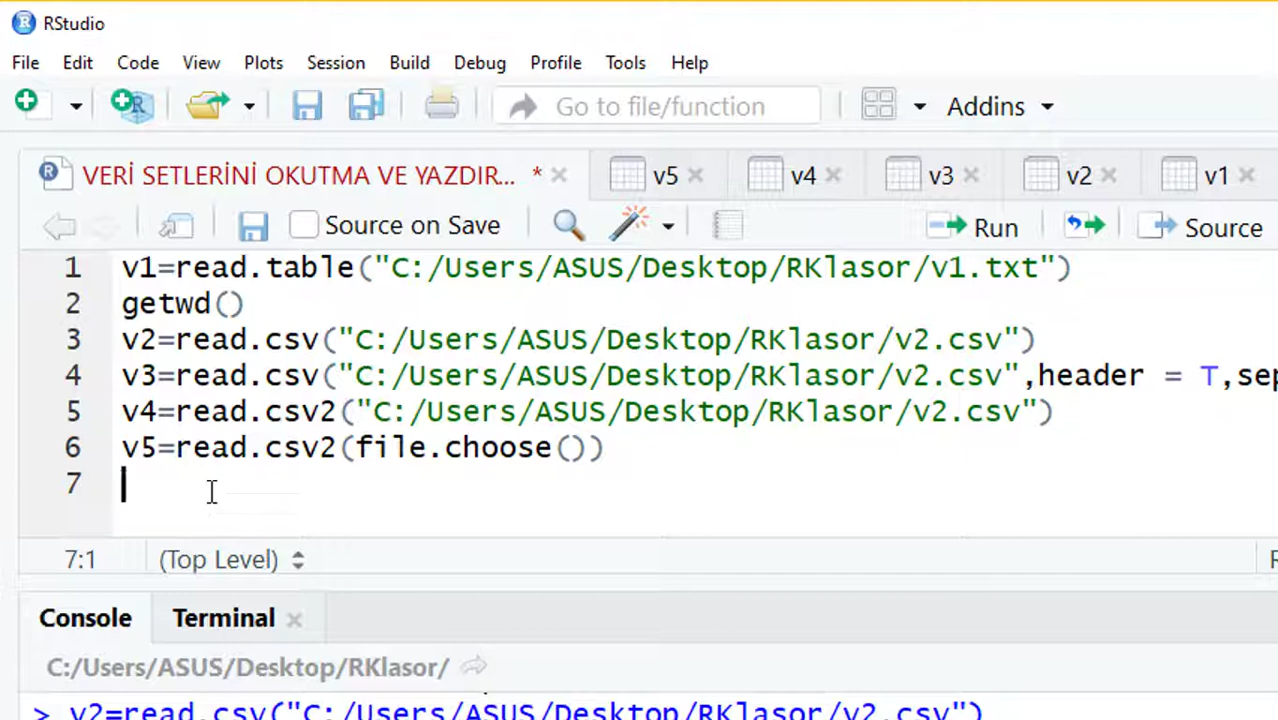 RStudio
File Edit Code View Plots Session Build Debug Profile Tools Help
Go to file/function Addins
VERİ SETLERİNİ OKUTMA VE YAZDIR... * v5 v4 v3 v2 v1
Source on Save Run Source
1 v1=read.table("C:/Users/ASUS/Desktop/RKlasor/v1.txt")
2 getwd()
3 v2=read.csv("C:/Users/ASUS/Desktop/RKlasor/v2.csv")
4 v3=read.csv("C:/Users/ASUS/Desktop/RKlasor/v2.csv",header = T,sep
5 v4=read.csv2("C:/Users/ASUS/Desktop/RKlasor/v2.csv")
6 v5=read.csv2(file.choose())
7
7:1 (Top Level) R
Console Terminal
C:/Users/ASUS/Desktop/RKlasor/
> v2=read.csv("C:/Users/ASUS/Desktop/RKlasor/v2.csv")